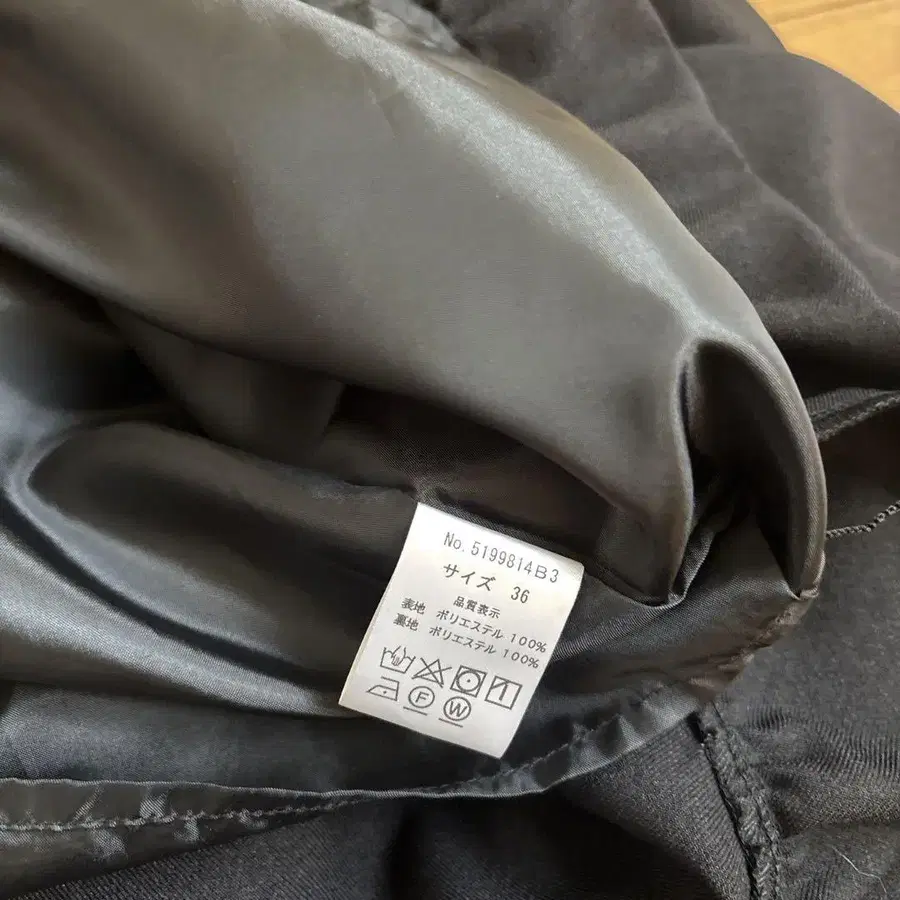 No. 5199814B3
サイズ 36
品質表示
表地 ポリエステル 100%
裏地 ポリエステル 100%
F W